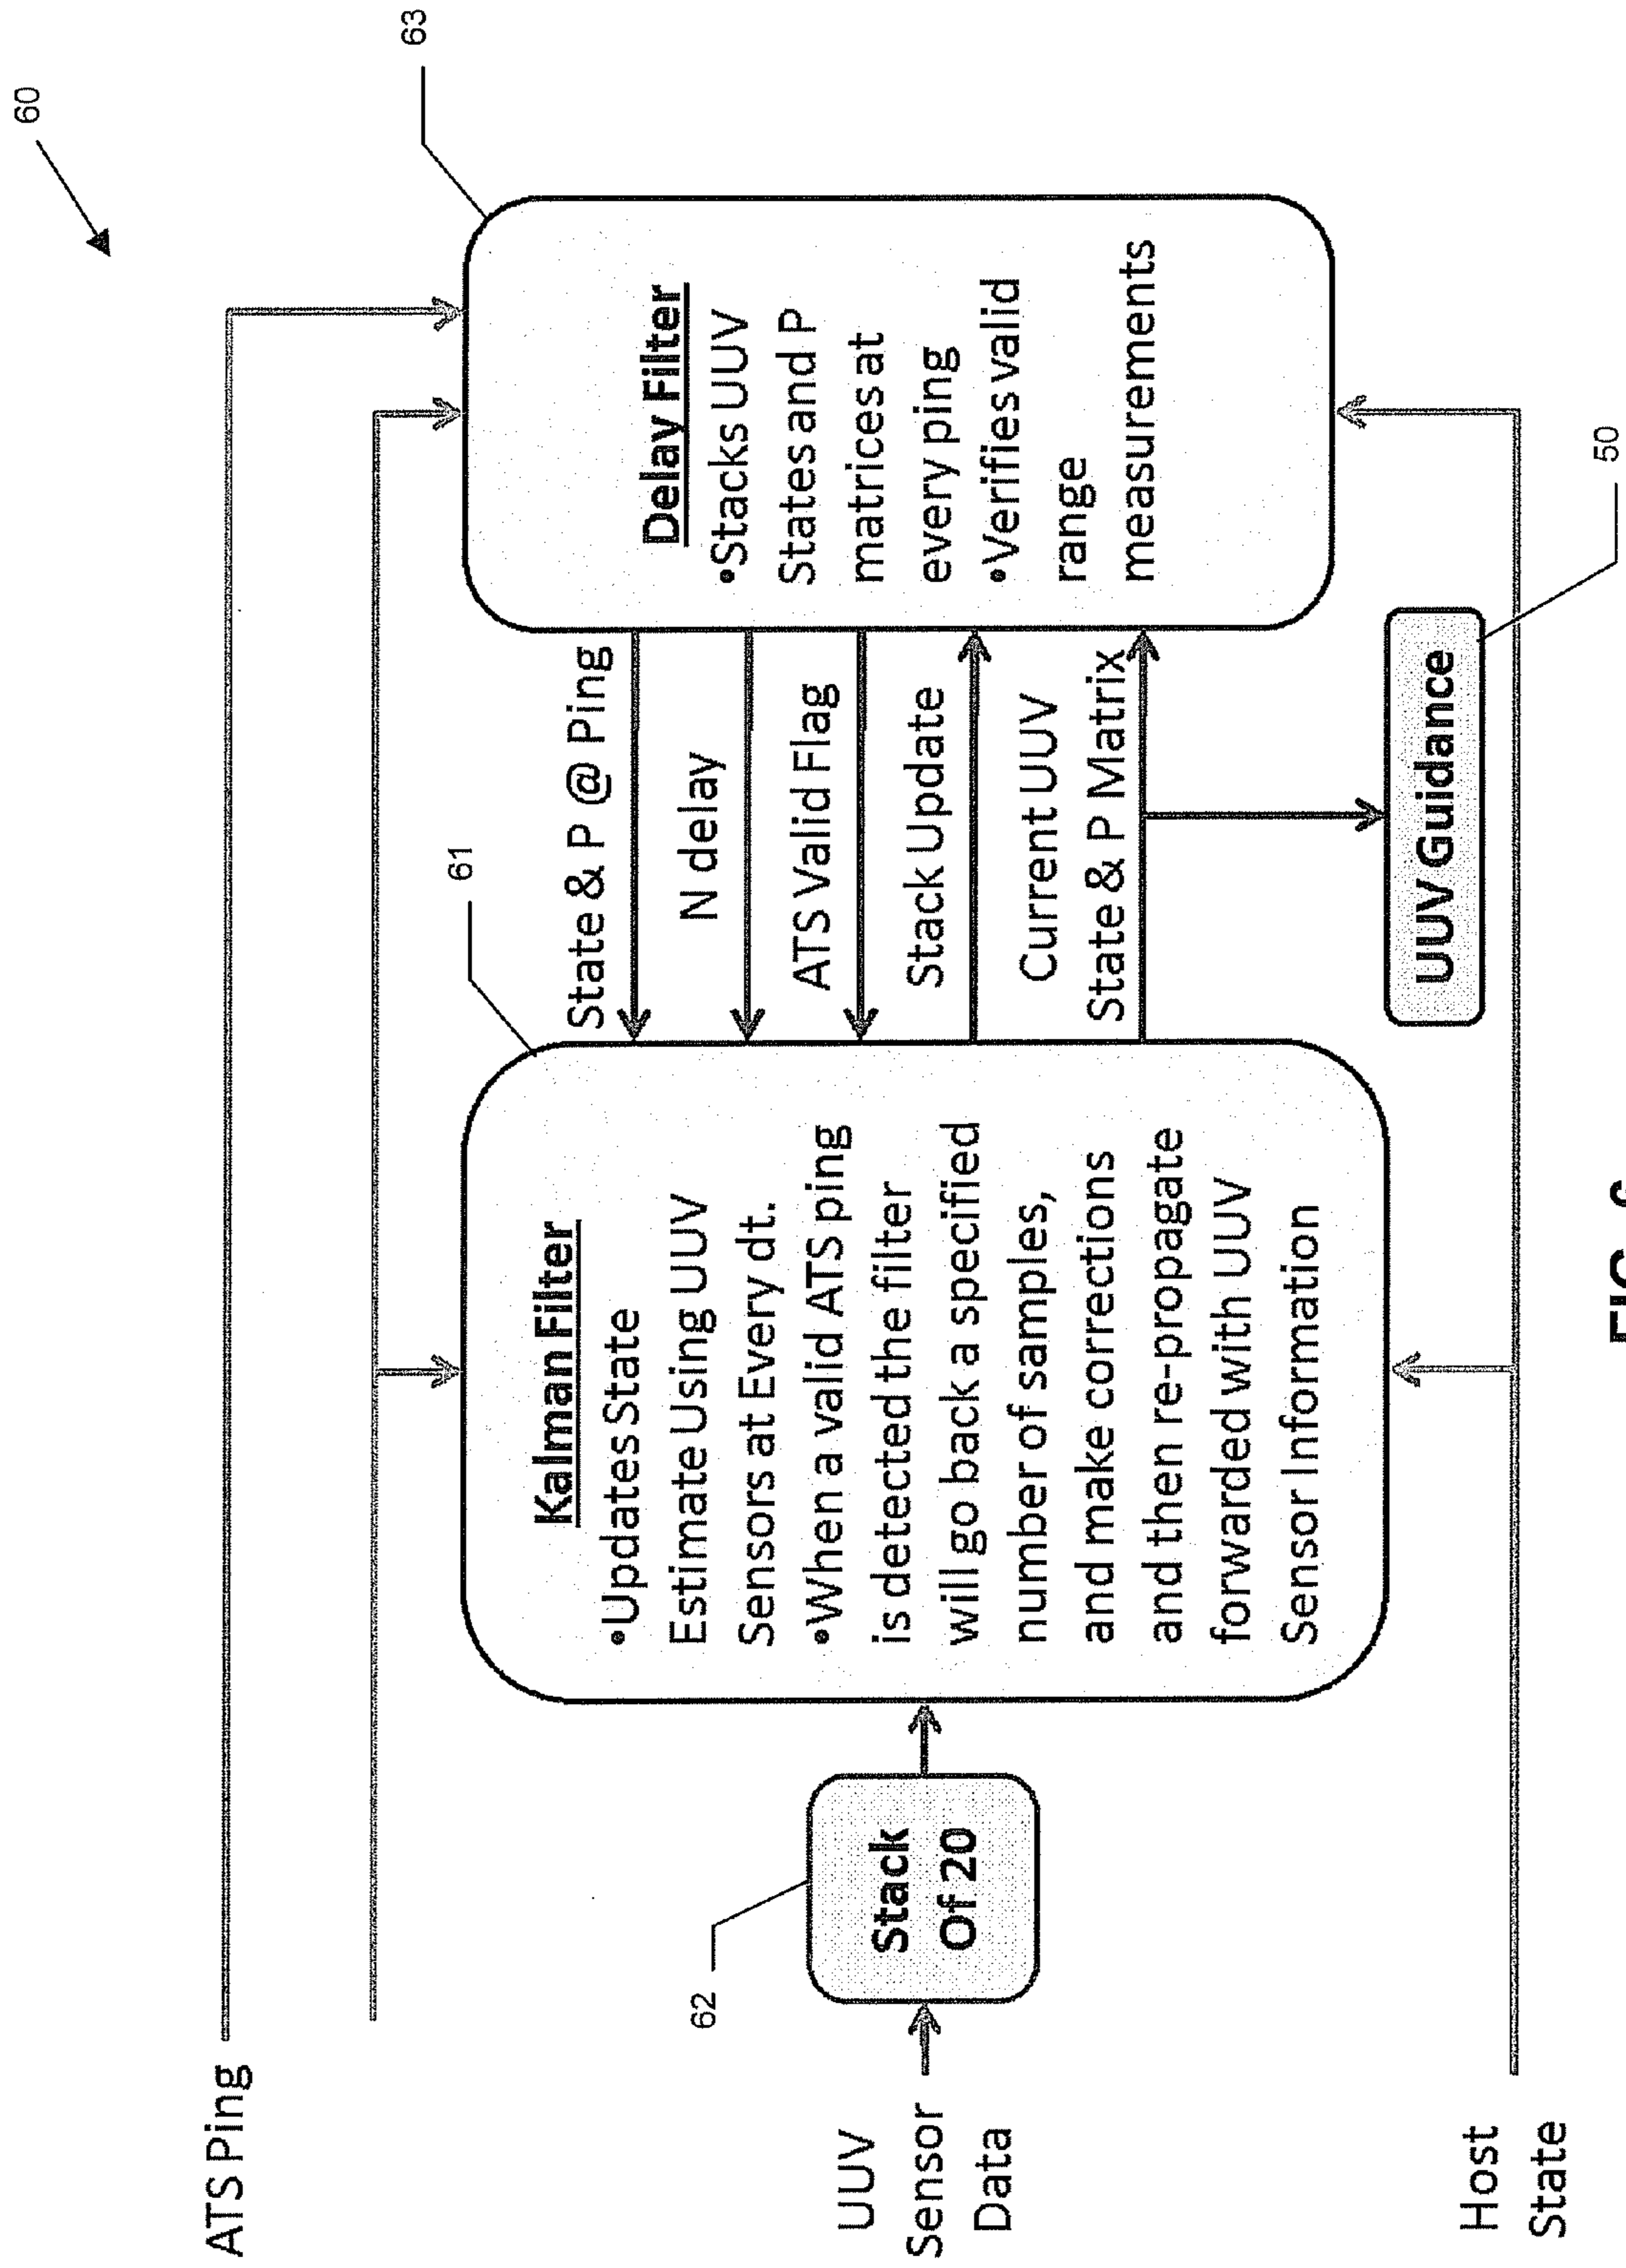 60
63
ATS Ping
61
State & P @ Ping
N delay
ATS Valid Flag
Stack Update
Current UUV
State & P Matrix
Kalman Filter
•Updates State
Estimate Using UUV
Sensors at Every dt.
•When a valid ATS ping
is detected the filter
will go back a specified
number of samples,
and make corrections
and then re-propagate
forwarded with UUV
Sensor Information
Delay Filter
•Stacks UUV
States and P
matrices at
every ping
•Verifies valid
range
measurements
62
Stack
Of 20
UUV
Sensor
Data
UUV Guidance
50
Host
State